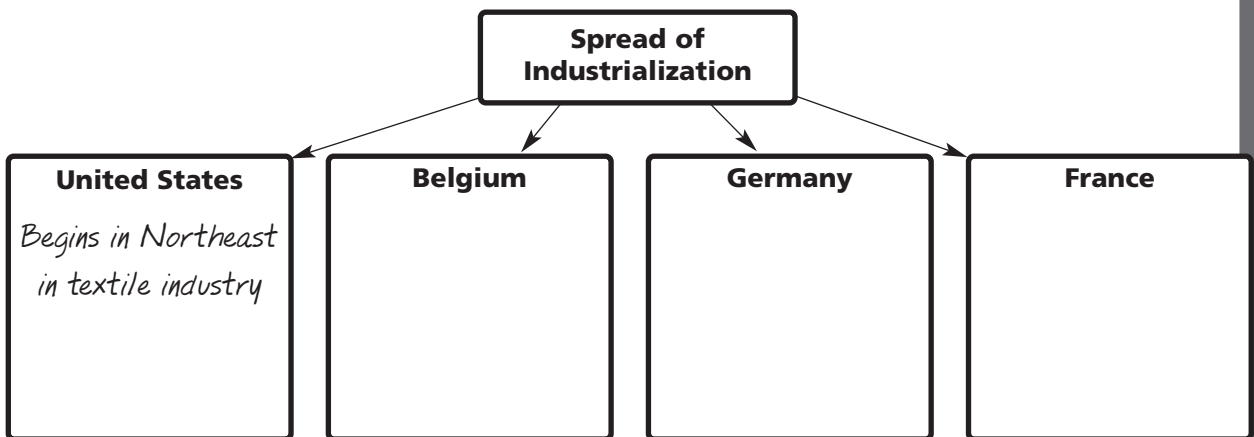 Spread of
Industrialization
United States
Begins in Northeast
in textile industry
Belgium
Germany
France